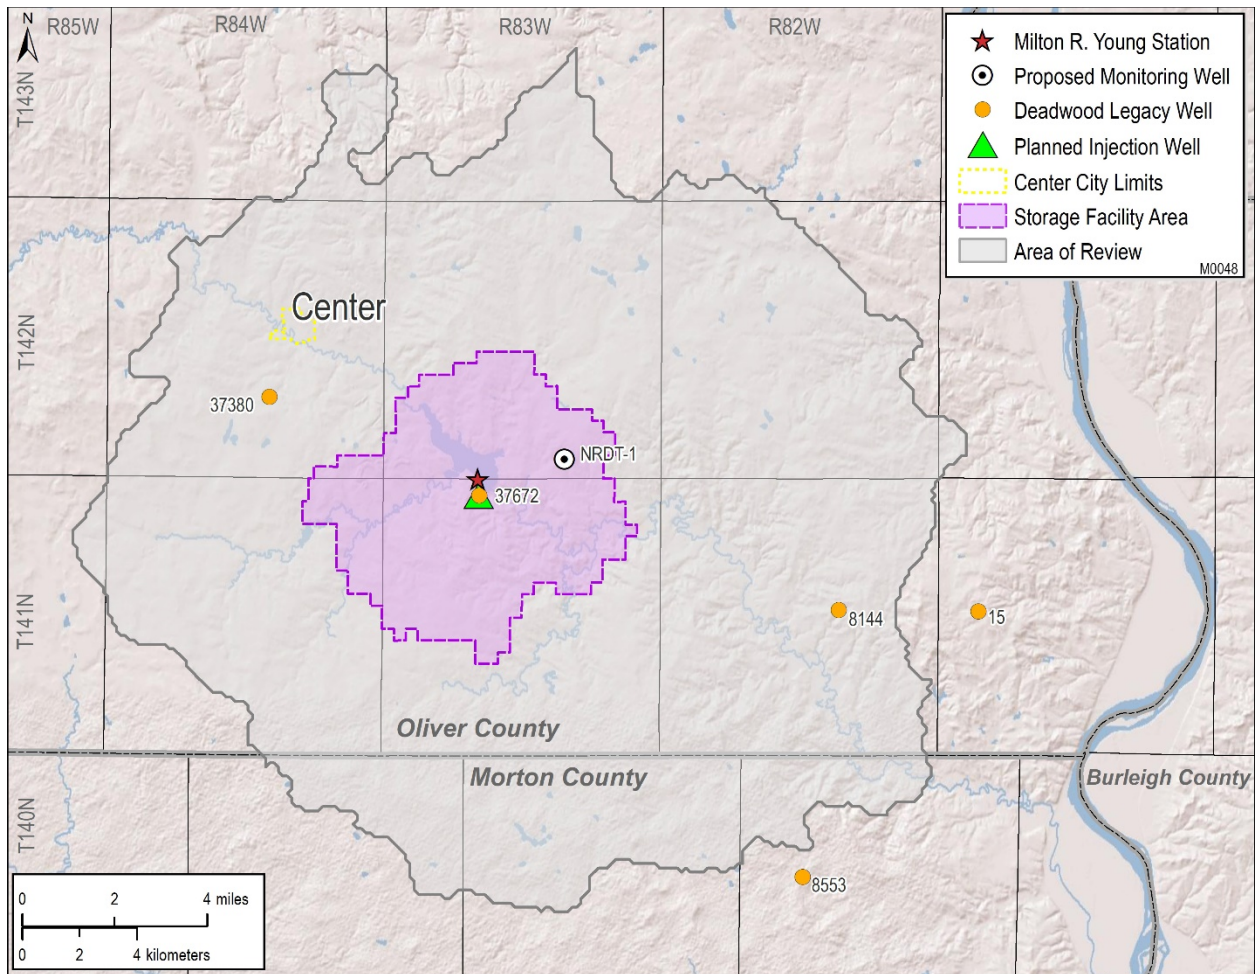 N
R85W
R84W
R83W
R82W
T143N
T142N
T141N
T140N
Milton R. Young Station
Proposed Monitoring Well
Deadwood Legacy Well
Planned Injection Well
Center City Limits
Storage Facility Area
Area of Review
M0048
Center
37380
NRDT-1
37672
8144
15
Oliver County
Morton County
Burleigh County
8553
0 2 4 miles
0 2 4 kilometers